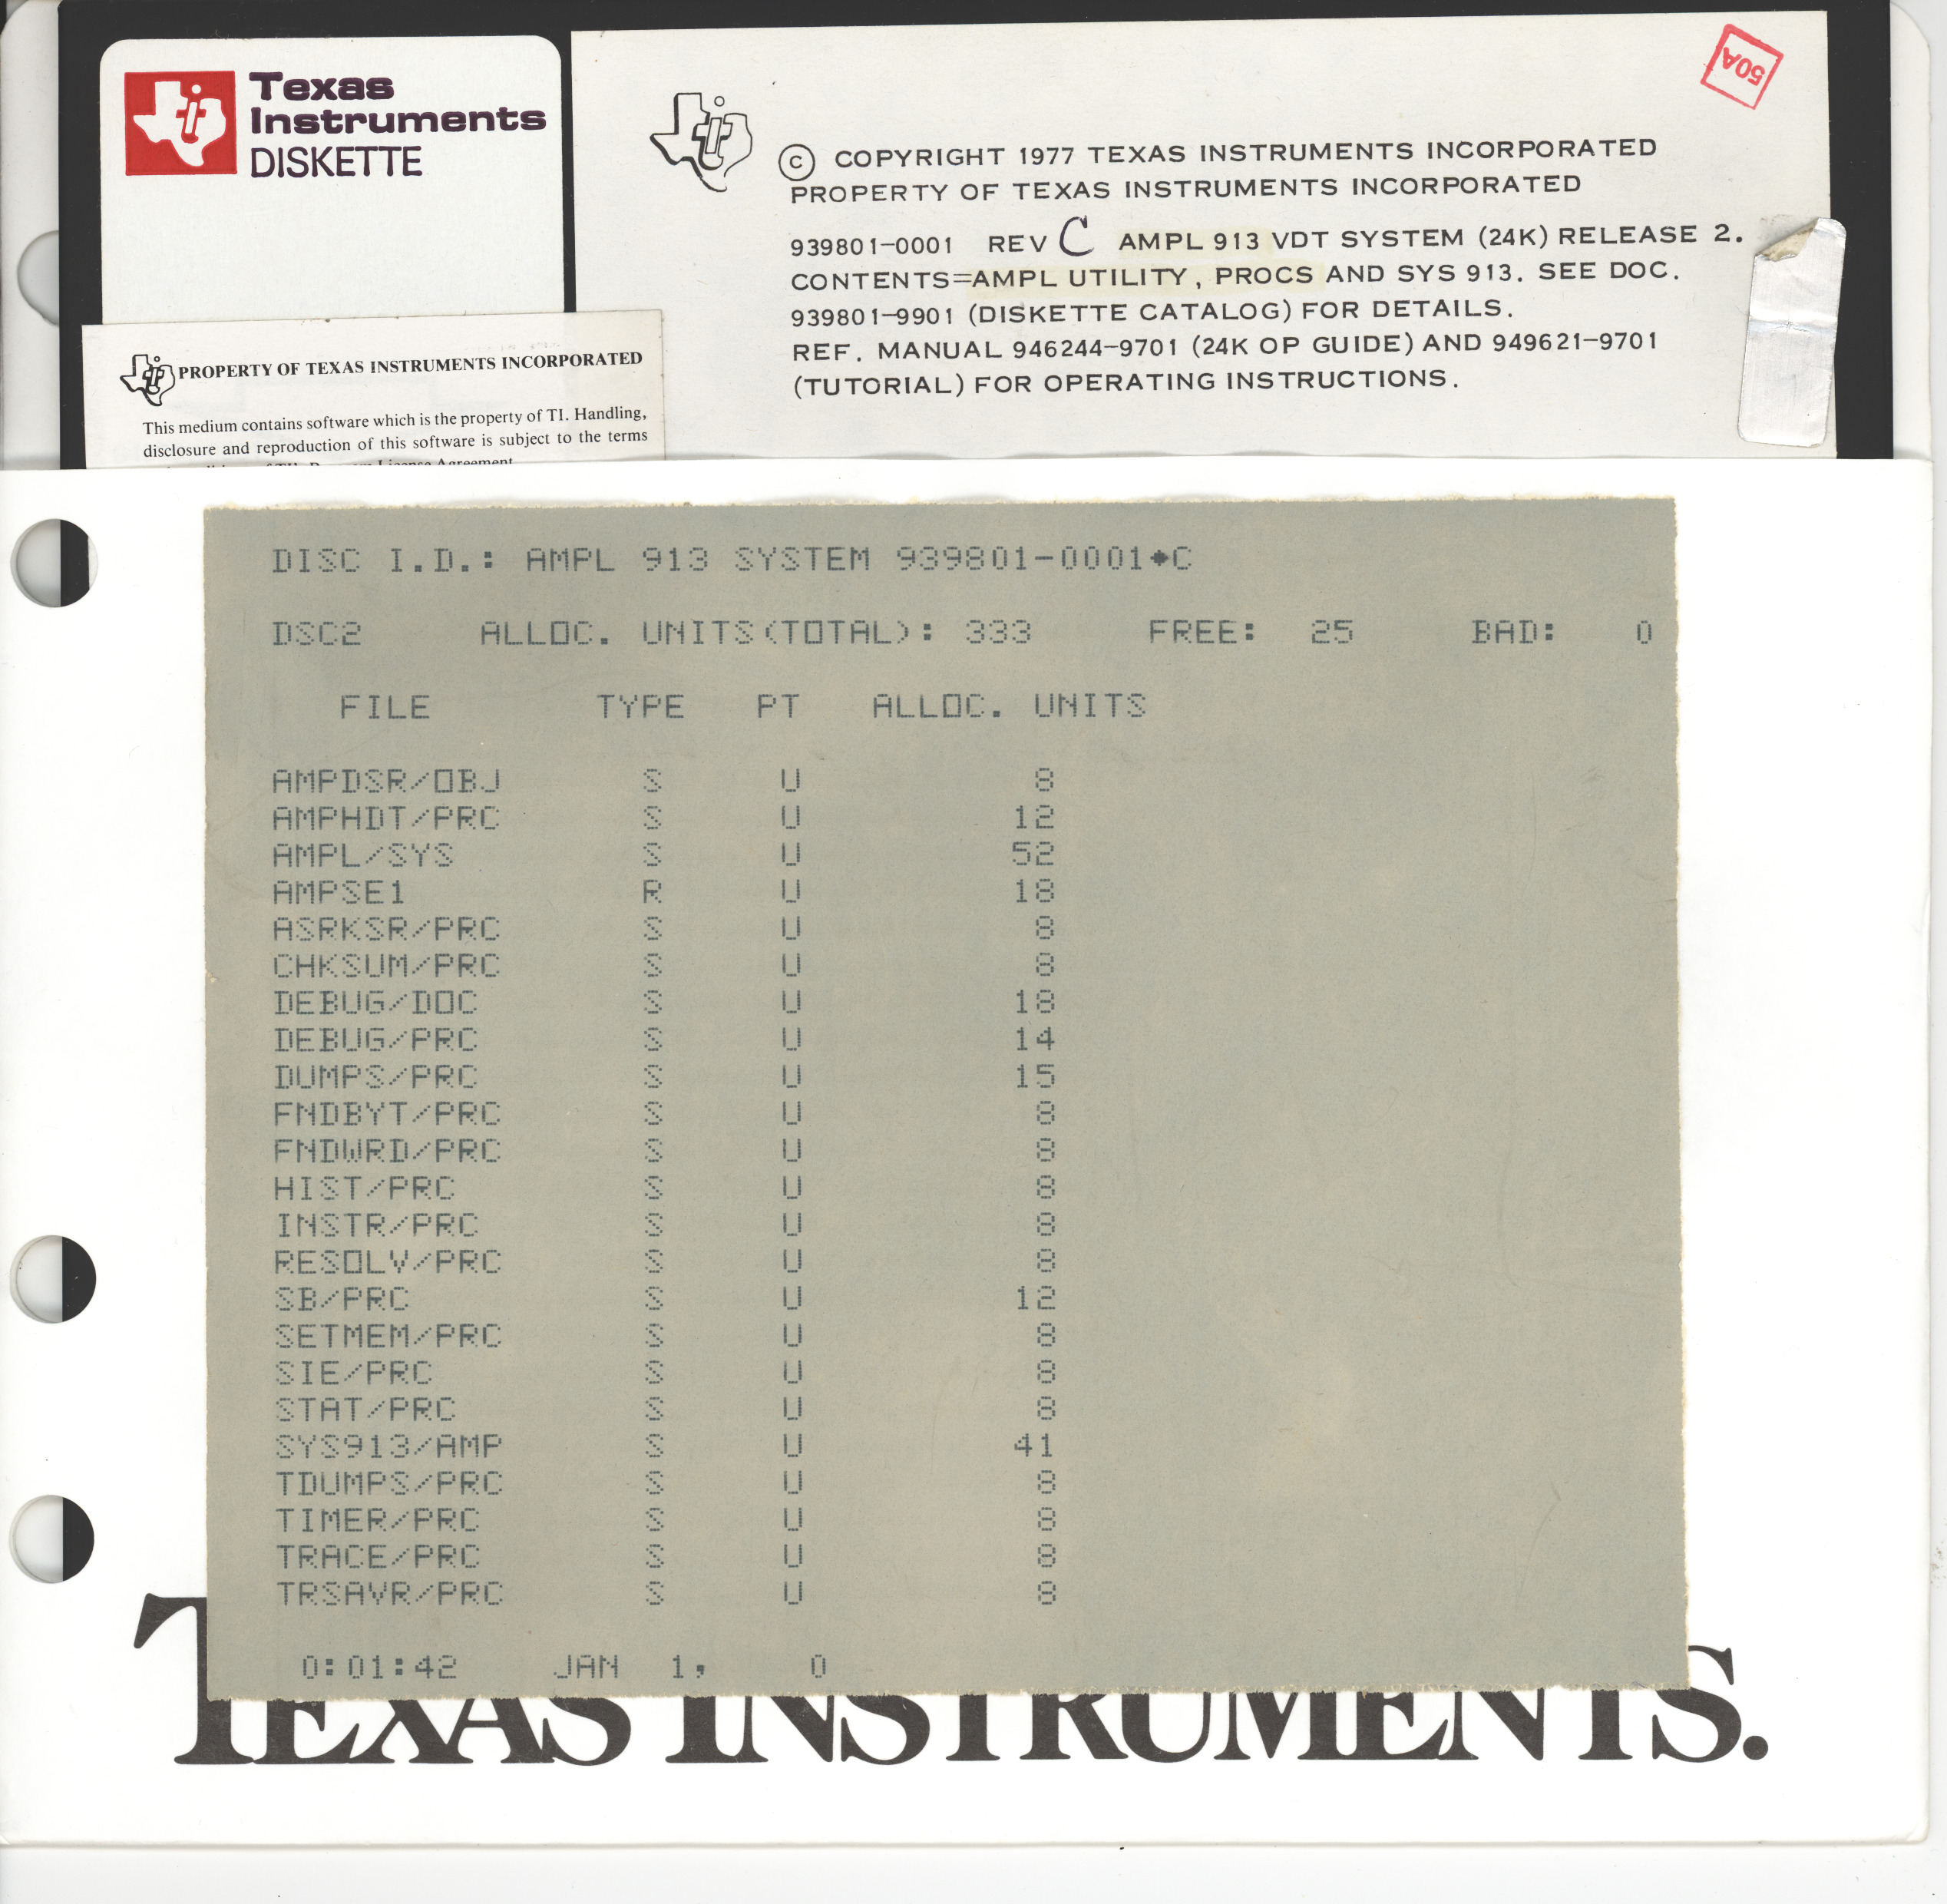 Texas
Instruments
DISKETTE
50A
© COPYRIGHT 1977 TEXAS INSTRUMENTS INCORPORATED
PROPERTY OF TEXAS INSTRUMENTS INCORPORATED
939801-0001 REV C AMPL 913 VDT SYSTEM (24K) RELEASE 2.
CONTENTS=AMPL UTILITY, PROCS AND SYS 913. SEE DOC.
939801-9901 (DISKETTE CATALOG) FOR DETAILS.
REF. MANUAL 946244-9701 (24K OP GUIDE) AND 949621-9701
(TUTORIAL) FOR OPERATING INSTRUCTIONS.
PROPERTY OF TEXAS INSTRUMENTS INCORPORATED
This medium contains software which is the property of TI. Handling,
disclosure and reproduction of this software is subject to the terms
License Agreement
DISC I.D.: AMPL 913 SYSTEM 939801-0001*C
DSC2 ALLOC. UNITS(TOTAL): 333 FREE: 25 BAD: 0
FILE TYPE PT ALLOC. UNITS
AMPDSR/OBJ S U 8
AMPHDT/PRC S U 12
AMPL/SYS S U 52
AMPSE1 R U 18
ASRKSR/PRC S U 8
CHKSUM/PRC S U 8
DEBUG/DOC S U 18
DEBUG/PRC S U 14
DUMPS/PRC S U 15
FNDBYT/PRC S U 8
FNDWRD/PRC S U 8
HIST/PRC S U 8
INSTR/PRC S U 8
RESOLV/PRC S U 8
SB/PRC S U 12
SETMEM/PRC S U 8
SIE/PRC S U 8
STAT/PRC S U 8
SYS913/AMP S U 41
TDUMPS/PRC S U 8
TIMER/PRC S U 8
TRACE/PRC S U 8
TRSAVR/PRC S U 8
0:01:42 JAN 1, 0
TEXAS INSTRUMENTS.